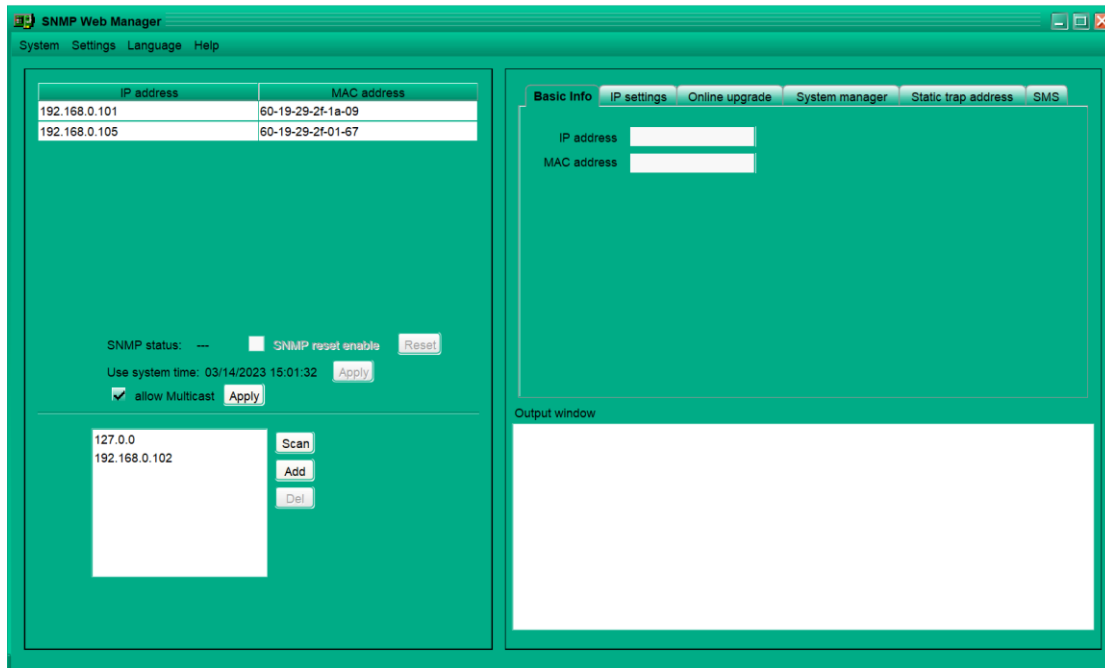 SNMP Web Manager
System Settings Language Help
IP address MAC address
192.168.0.101 60-19-29-2f-1a-09
192.168.0.105 60-19-29-2f-01-67
SNMP status: --- SNMP reset enable Reset
Use system time: 03/14/2023 15:01:32 Apply
allow Multicast Apply
127.0.0
192.168.0.102
Scan
Add
Del
Basic Info IP settings Online upgrade System manager Static trap address SMS
IP address
MAC address
Output window